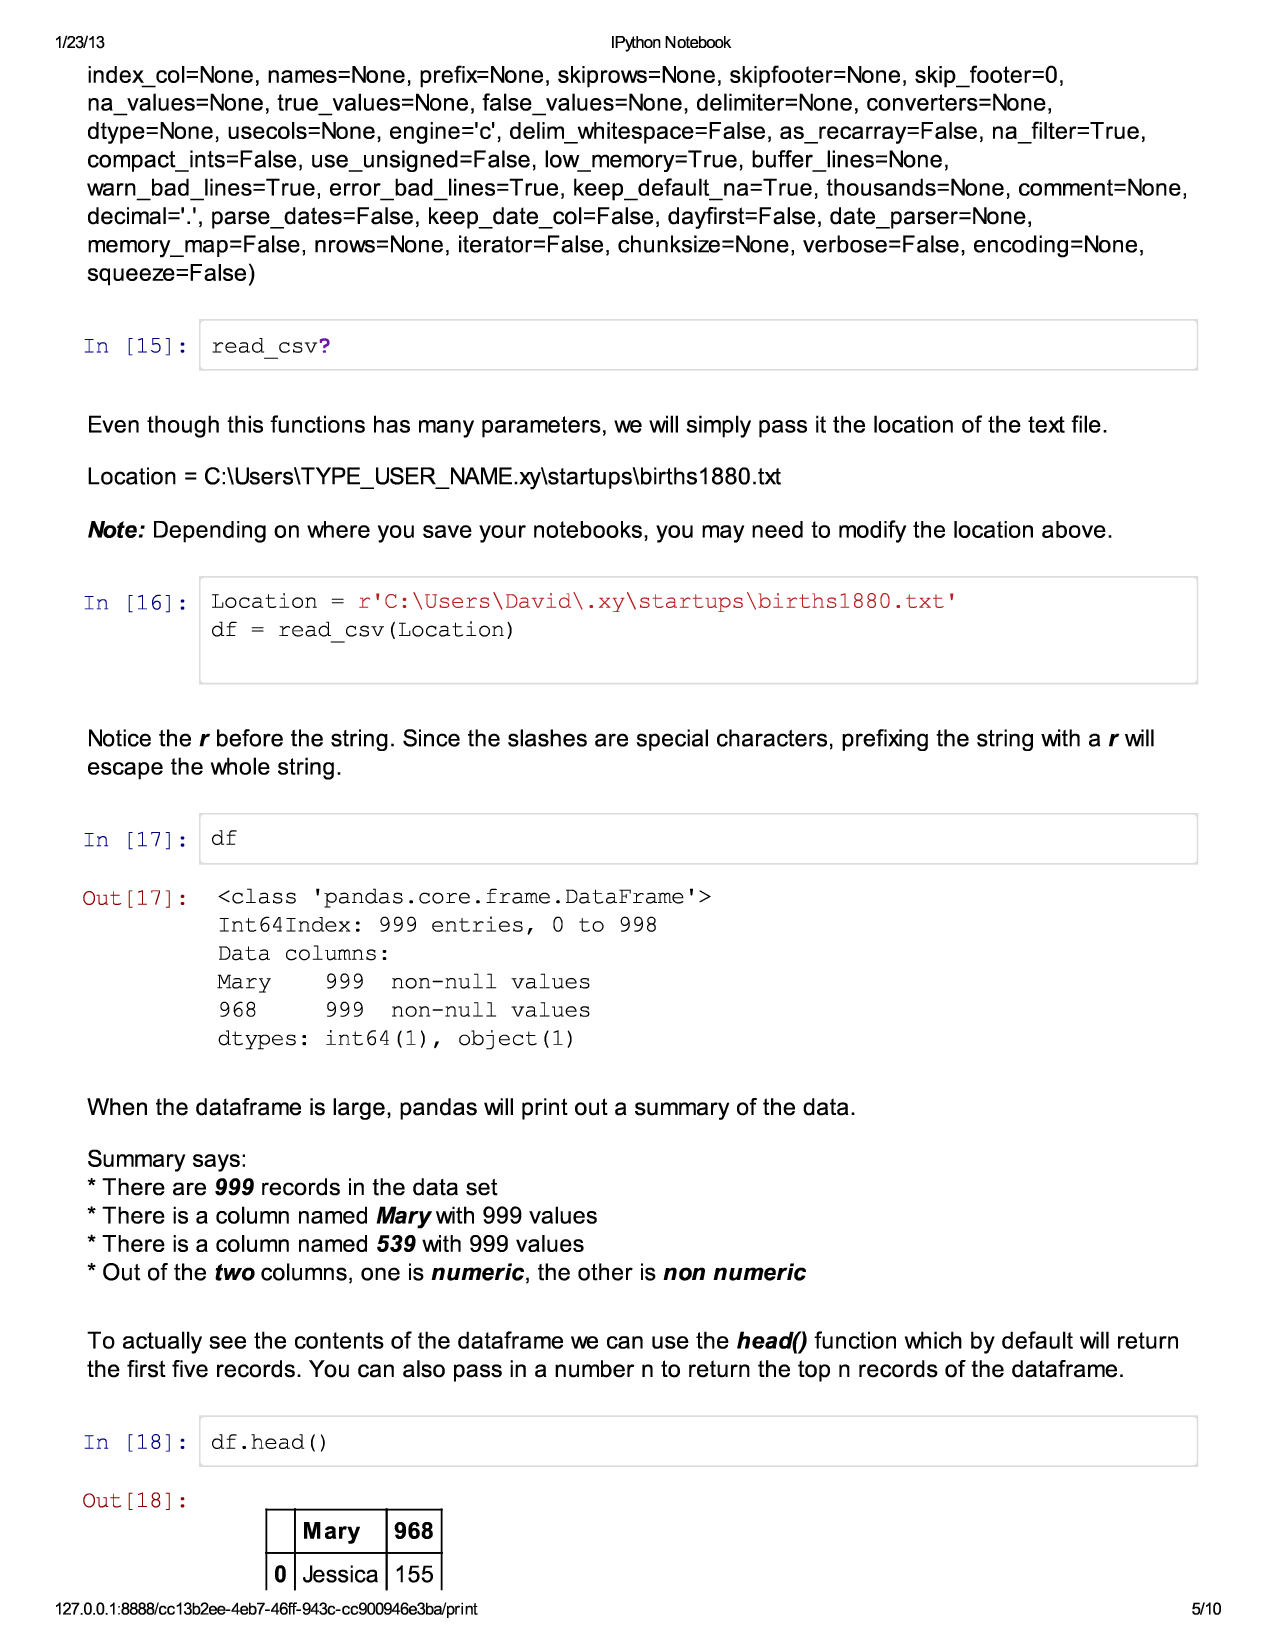 1/23/13 IPython Notebook
index_col=None, names=None, prefix=None, skiprows=None, skipfooter=None, skip_footer=0,
na_values=None, true_values=None, false_values=None, delimiter=None, converters=None,
dtype=None, usecols=None, engine='c', delim_whitespace=False, as_recarray=False, na_filter=True,
compact_ints=False, use_unsigned=False, low_memory=True, buffer_lines=None,
warn_bad_lines=True, error_bad_lines=True, keep_default_na=True, thousands=None, comment=None,
decimal='.', parse_dates=False, keep_date_col=False, dayfirst=False, date_parser=None,
memory_map=False, nrows=None, iterator=False, chunksize=None, verbose=False, encoding=None,
squeeze=False)
In [15]: read_csv?
Even though this functions has many parameters, we will simply pass it the location of the text file.
Location = C:\Users\TYPE_USER_NAME.xy\startups\births1880.txt
Note: Depending on where you save your notebooks, you may need to modify the location above.
In [16]: Location = r'C:\Users\David\.xy\startups\births1880.txt'
df = read_csv(Location)
Notice the r before the string. Since the slashes are special characters, prefixing the string with a r will
escape the whole string.
In [17]: df
Out[17]: <class 'pandas.core.frame.DataFrame'>
Int64Index: 999 entries, 0 to 998
Data columns:
Mary    999  non-null values
968     999  non-null values
dtypes: int64(1), object(1)
When the dataframe is large, pandas will print out a summary of the data.
Summary says:
* There are 999 records in the data set
* There is a column named Mary with 999 values
* There is a column named 539 with 999 values
* Out of the two columns, one is numeric, the other is non numeric
To actually see the contents of the dataframe we can use the head() function which by default will return
the first five records. You can also pass in a number n to return the top n records of the dataframe.
In [18]: df.head()
Out[18]:
Mary 968
0 Jessica 155
127.0.0.1:8888/cc13b2ee-4eb7-46ff-943c-cc900946e3ba/print 5/10